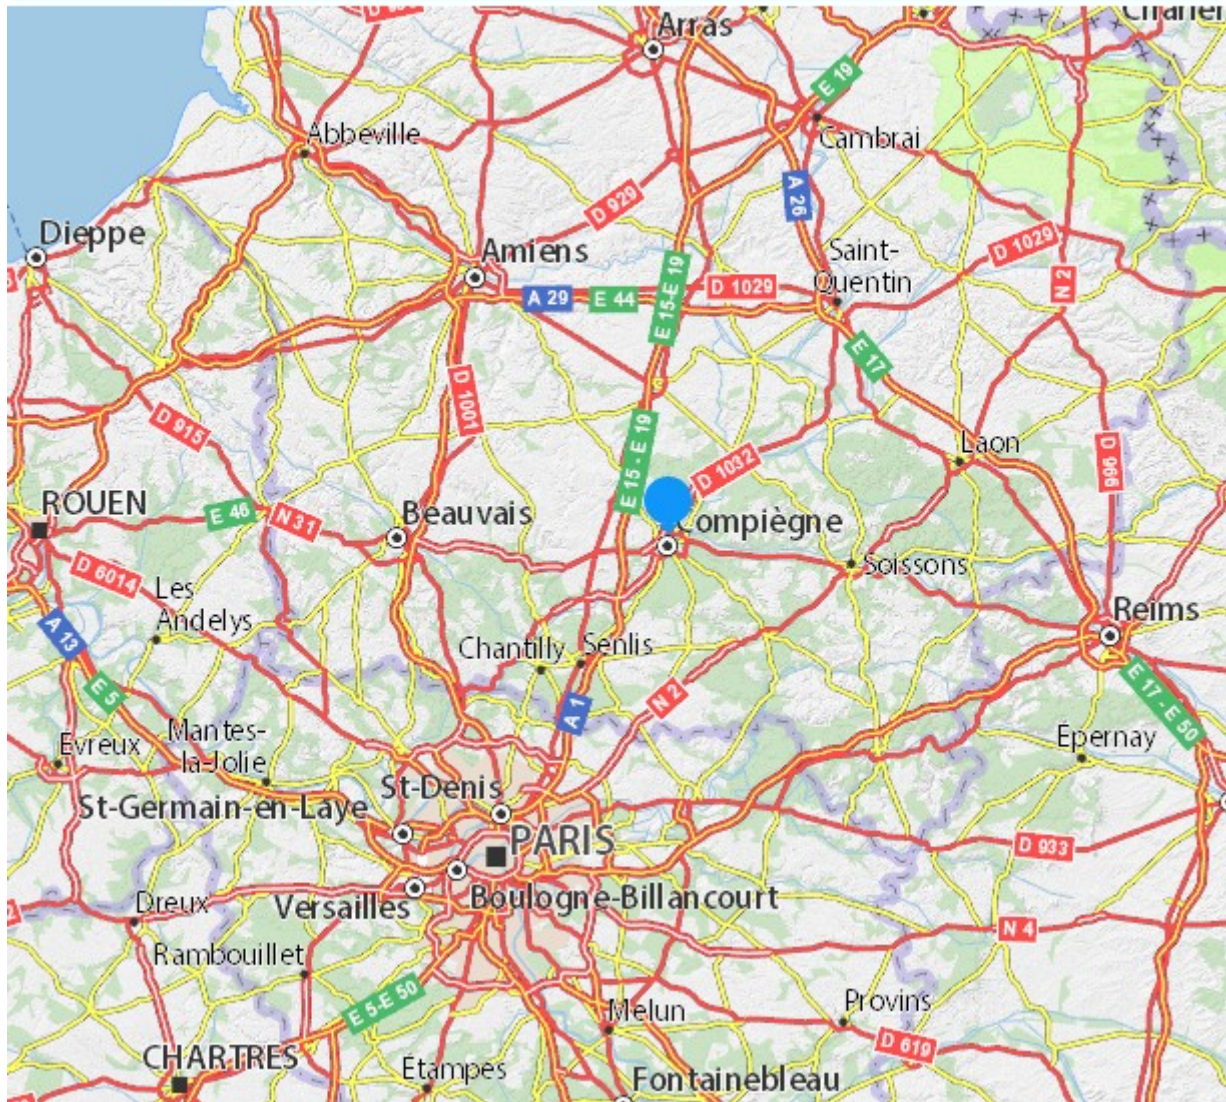 Arras
E 19
Cambrai
Abbeville
A 26
D 929
Dieppe
Amiens
Saint-
Quentin
D 1029
N 2
E 15-E 19
D 1029
A 29
E 44
E 17
D 1001
D 915
E 15 - E 19
Laon
D 966
D 1032
ROUEN
E 46
N 31
Beauvais
Compiègne
D 6014
Soissons
Les
Andelys
A 13
Reims
Chantilly
Senlis
E 5
N 2
A 1
E 17 - E 50
Evreux
Mantes-
la-Jolie
Épernay
St-Denis
St-Germain-en-Laye
PARIS
D 933
Versailles
Boulogne-Billancourt
Dreux
N 4
Rambouillet
E 5-E 50
Melun
Provins
D 619
CHARTRES
Étampes
Fontainebleau